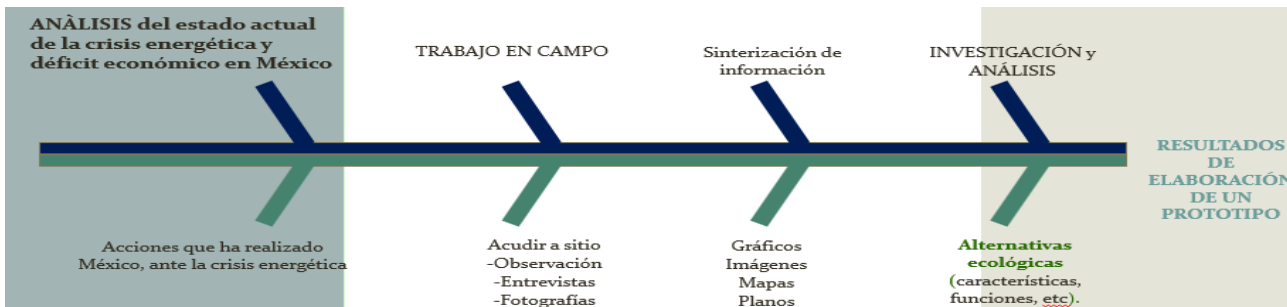 ANÀLISIS del estado actual
de la crisis energética y
déficit económico en México
TRABAJO EN CAMPO
Sinterización de
información
INVESTIGACIÓN y
ANÁLISIS
RESULTADOS
DE
ELABORACIÓN
DE UN
PROTOTIPO
Acciones que ha realizado
México, ante la crisis energética
Acudir a sitio
-Observación
-Entrevistas
-Fotografías
Gráficos
Imágenes
Mapas
Planos
Alternativas
ecológicas
(características,
funciones, etc).